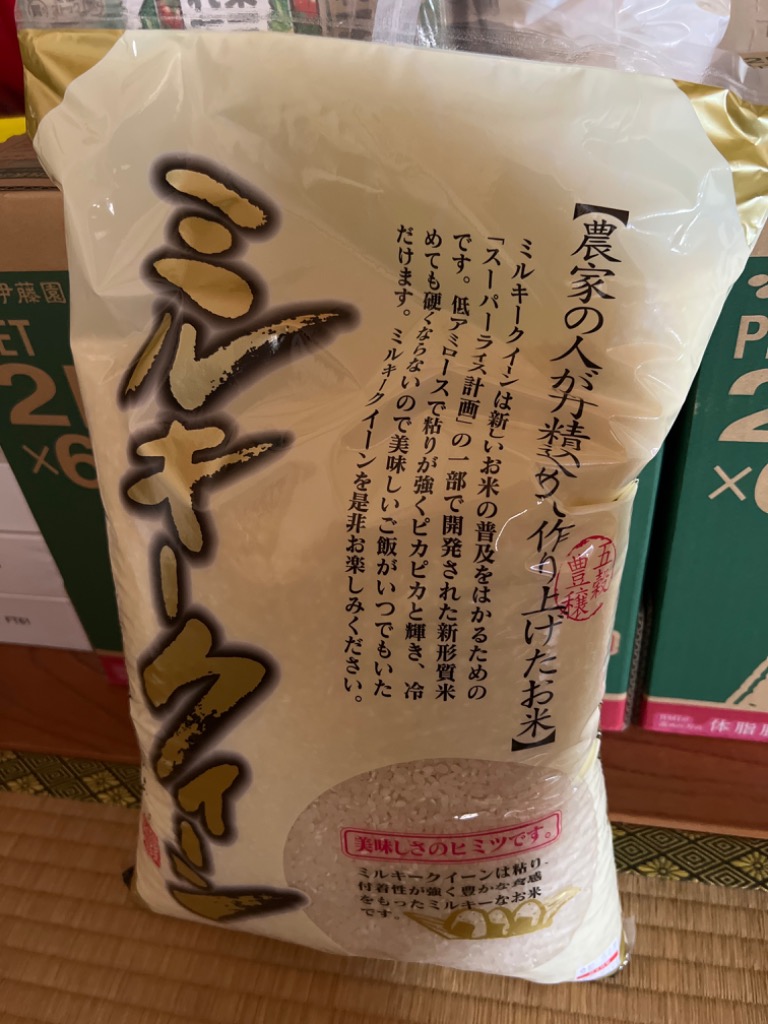 ミルキークイーン
【農家の人が丹精込めて作り上げたお米】
五穀
豊穣
ミルキークイーンは新しいお米の普及をはかるための
「スーパーライス計画」の一部で開発された新形質米
です。低アミロースで粘りが強くピカピカと輝き、冷
めても硬くならないので美味しいご飯がいつでもいた
だけます。ミルキークイーンを是非お楽しみください。
美味しさのヒミツです。
ミルキークイーンは粘り、
付着性が強く豊かな食感
をもったミルキーなお米
です。
伊藤園
ET
2
×6
PT61
P
2
×6
体脂肪